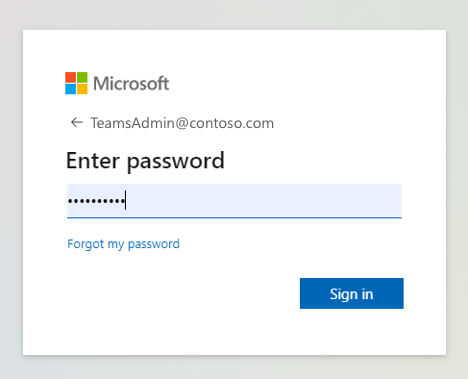 Microsoft
← TeamsAdmin@contoso.com
Enter password
••••••••••
Forgot my password
Sign in